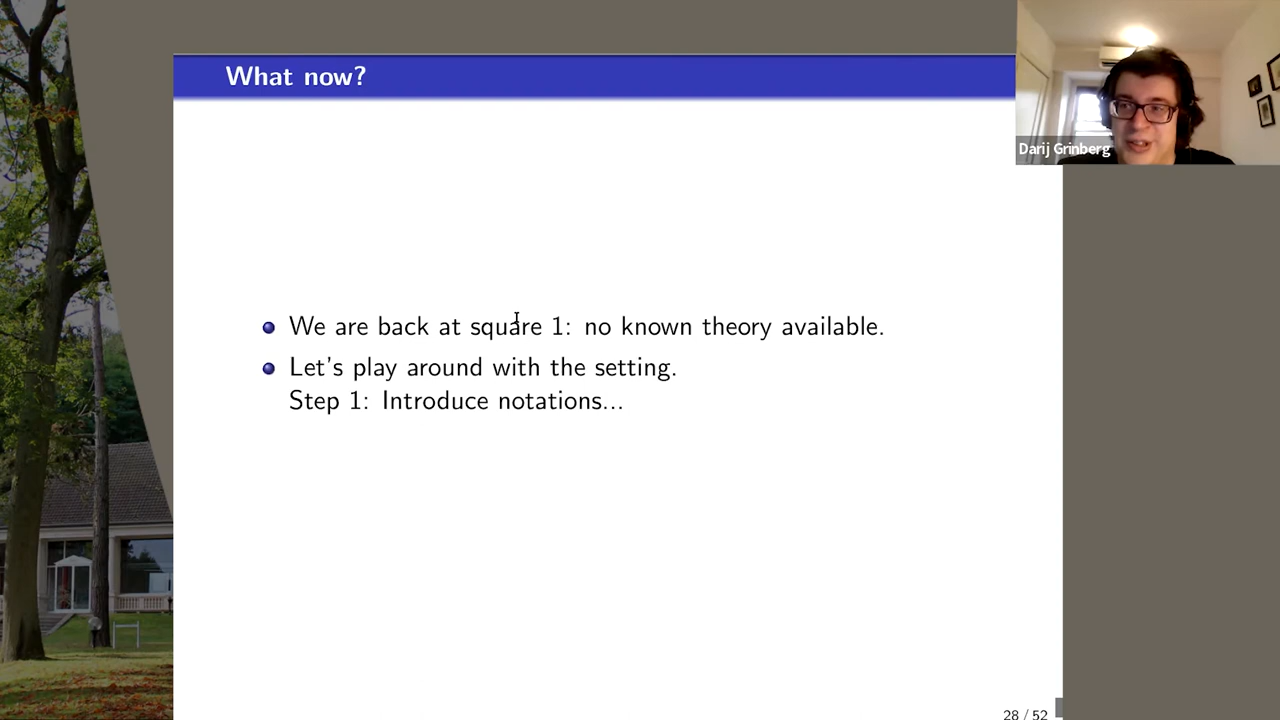 What now?
Darij Grinberg
We are back at square 1: no known theory available.
Let's play around with the setting.
Step 1: Introduce notations...
28 / 52